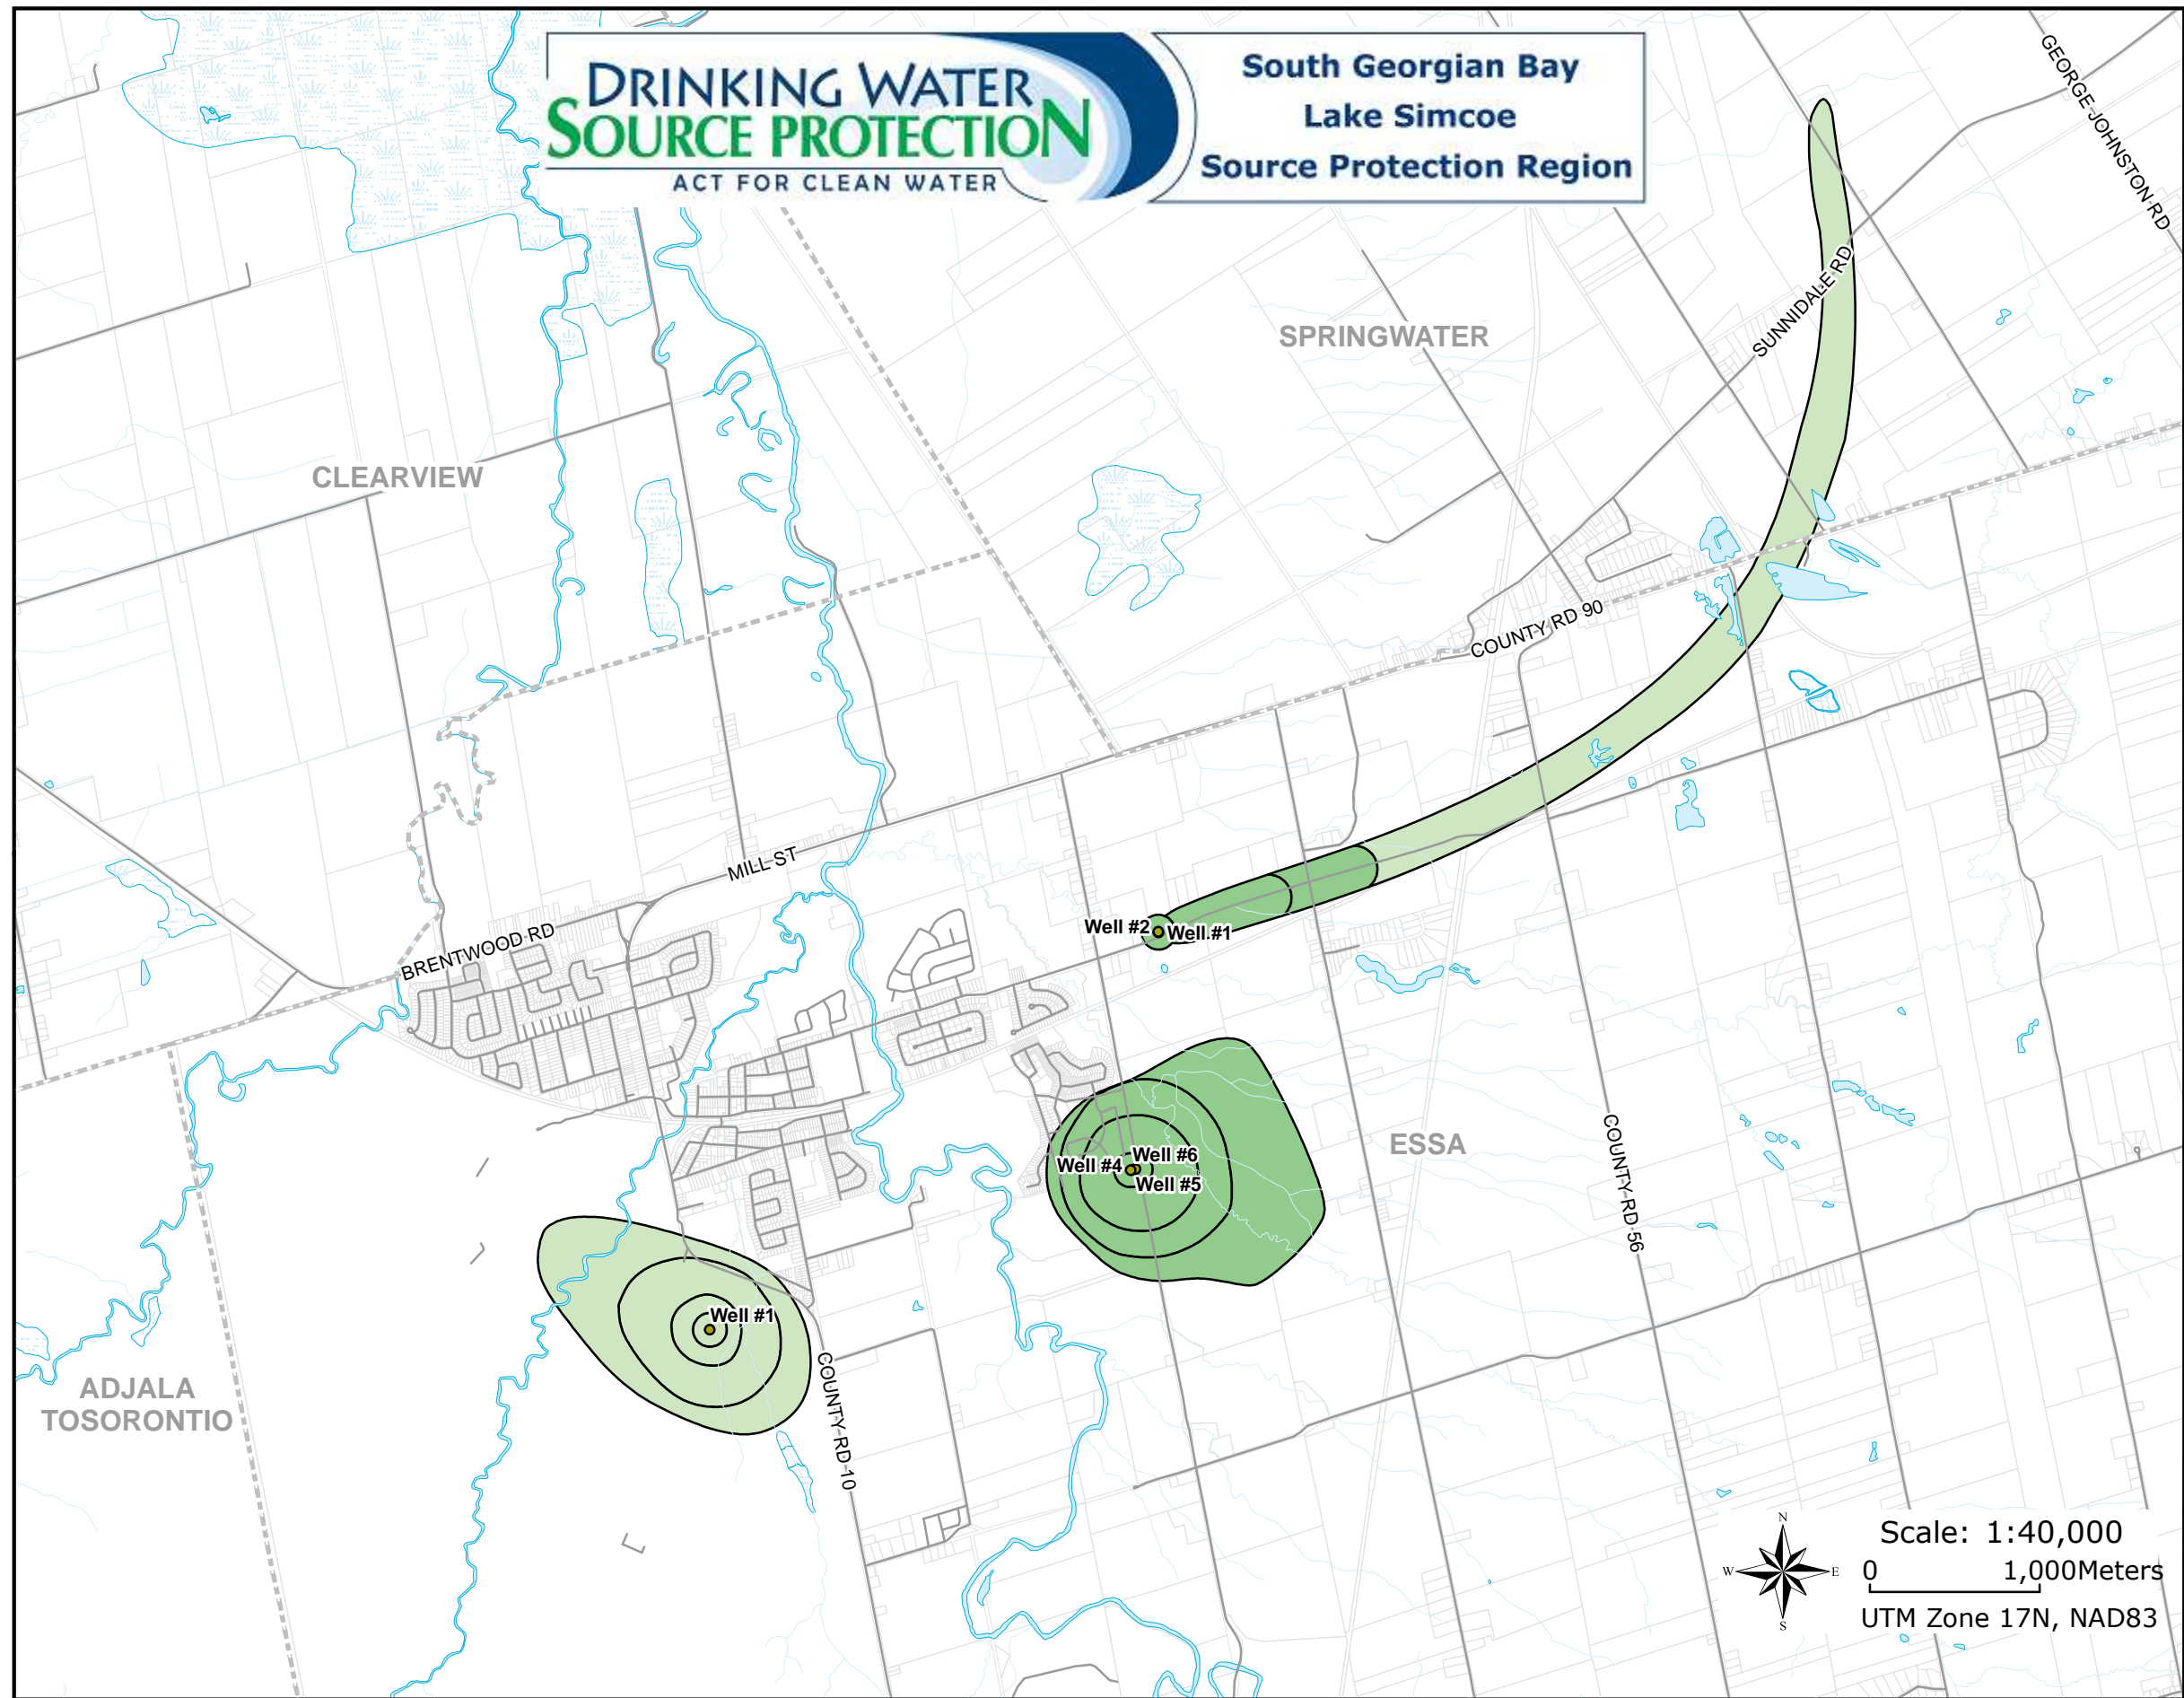 DRINKING WATER
SOURCE PROTECTION
ACT FOR CLEAN WATER
South Georgian Bay
Lake Simcoe
Source Protection Region
GEORGE JOHNSTON RD
SUNNIDALE RD
SPRINGWATER
CLEARVIEW
COUNTY RD 90
MILL ST
BRENTWOOD RD
Well #2
Well #1
ESSA
COUNTY RD 56
Well #6
Well #4
Well #5
Well #1
COUNTY RD 10
ADJALA
TOSORONTIO
N
W
E
S
Scale: 1:40,000
0 1,000Meters
UTM Zone 17N, NAD83